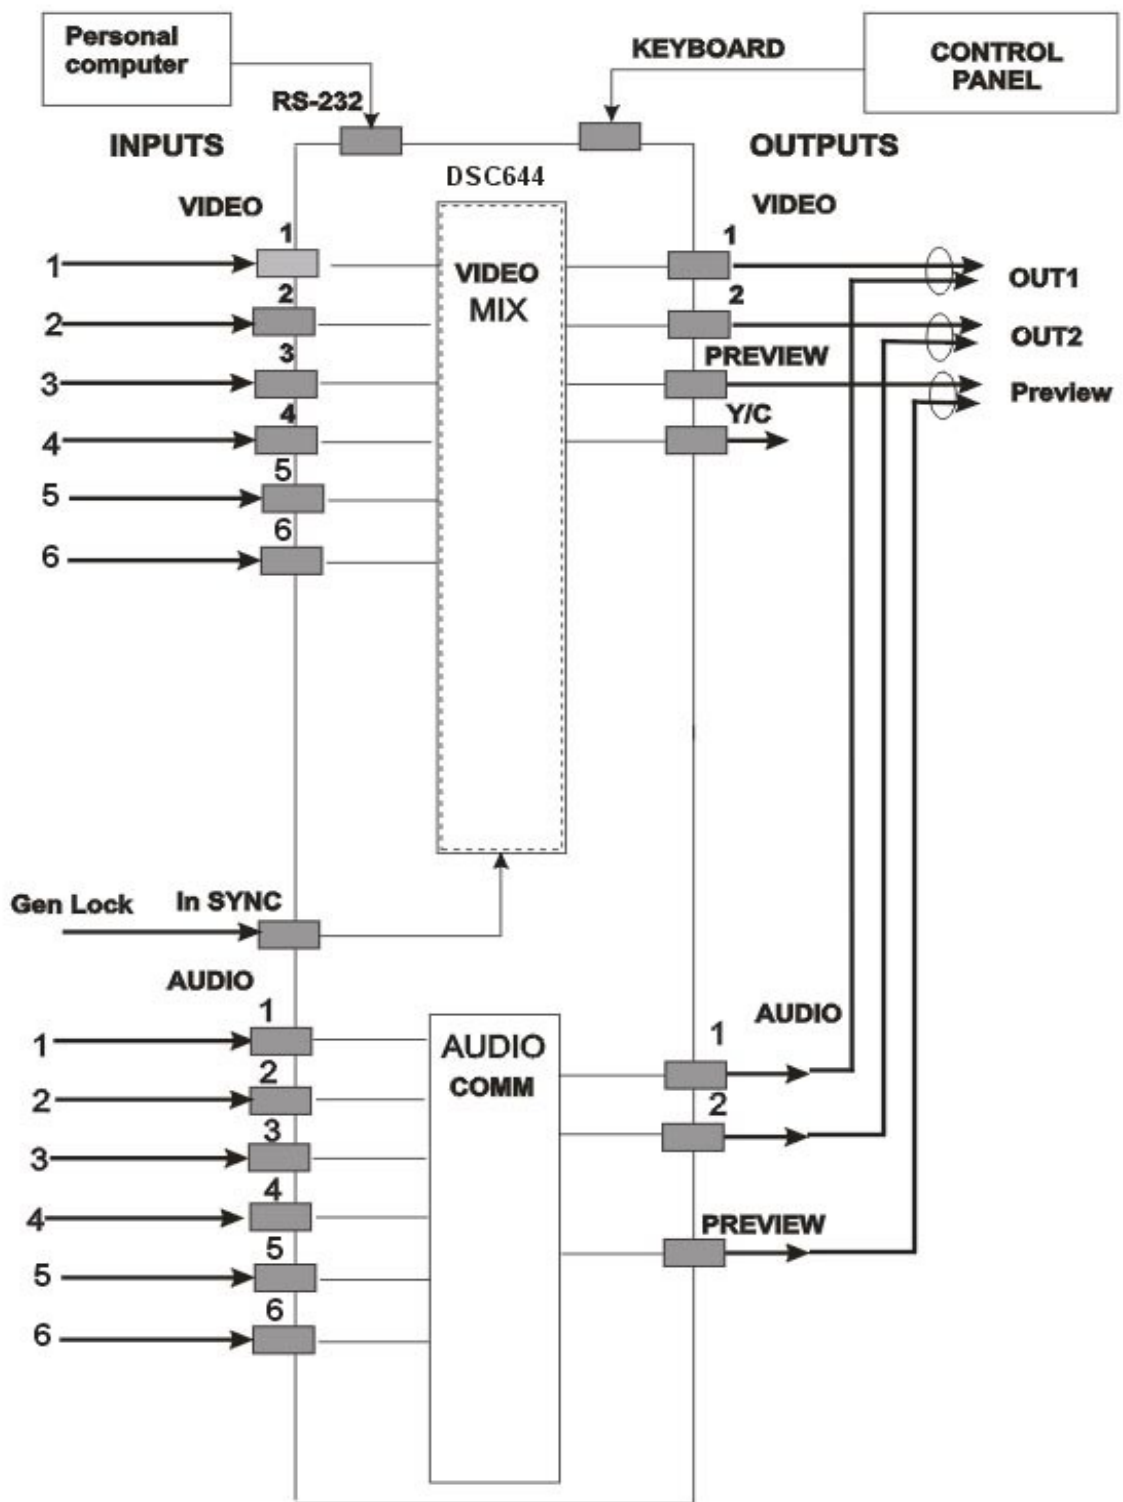 Personal
computer
KEYBOARD
CONTROL
PANEL
RS-232
INPUTS
OUTPUTS
DSC644
VIDEO
VIDEO
1
1
1
VIDEO
MIX
OUT1
2
2
2
OUT2
3
3
PREVIEW
Preview
4
4
Y/C
5
5
6
6
Gen Lock
In SYNC
AUDIO
AUDIO
1
1
1
AUDIO
COMM
2
2
2
3
3
4
4
PREVIEW
5
5
6
6